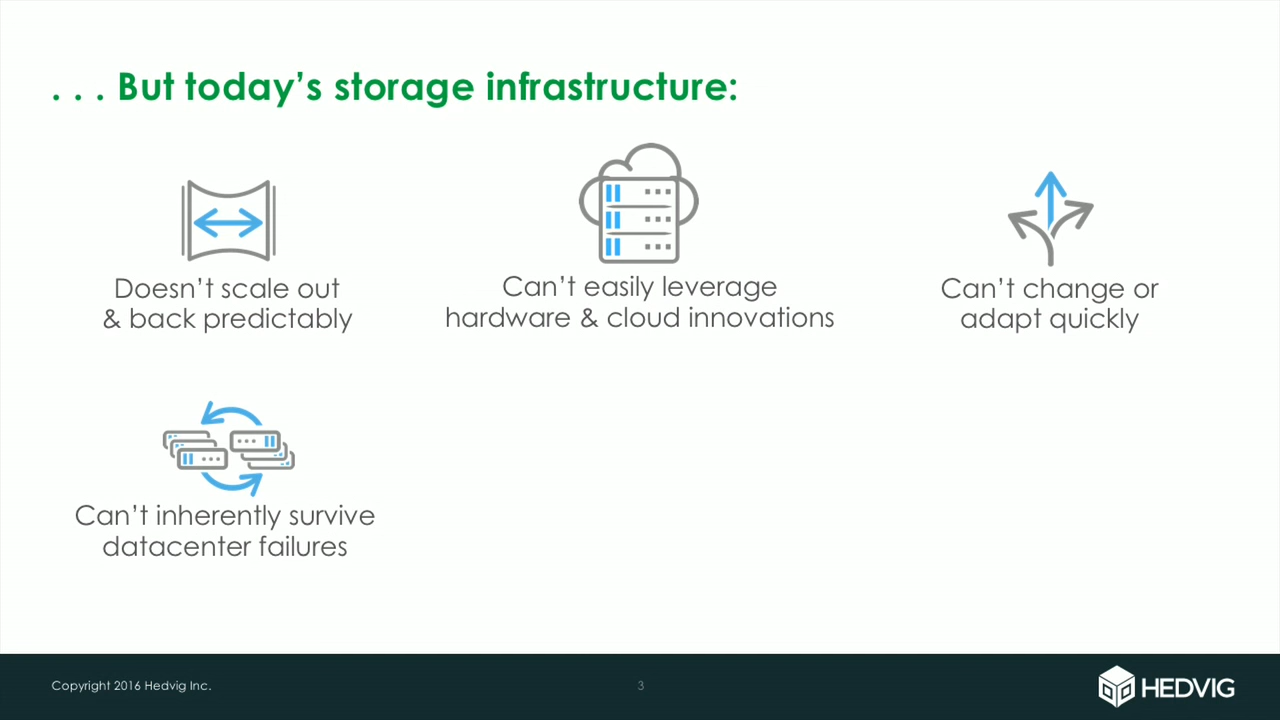 . . . But today’s storage infrastructure:
Doesn’t scale out
& back predictably
Can’t easily leverage
hardware & cloud innovations
Can’t change or
adapt quickly
Can’t inherently survive
datacenter failures
Copyright 2016 Hedvig Inc.
3
HEDVIG